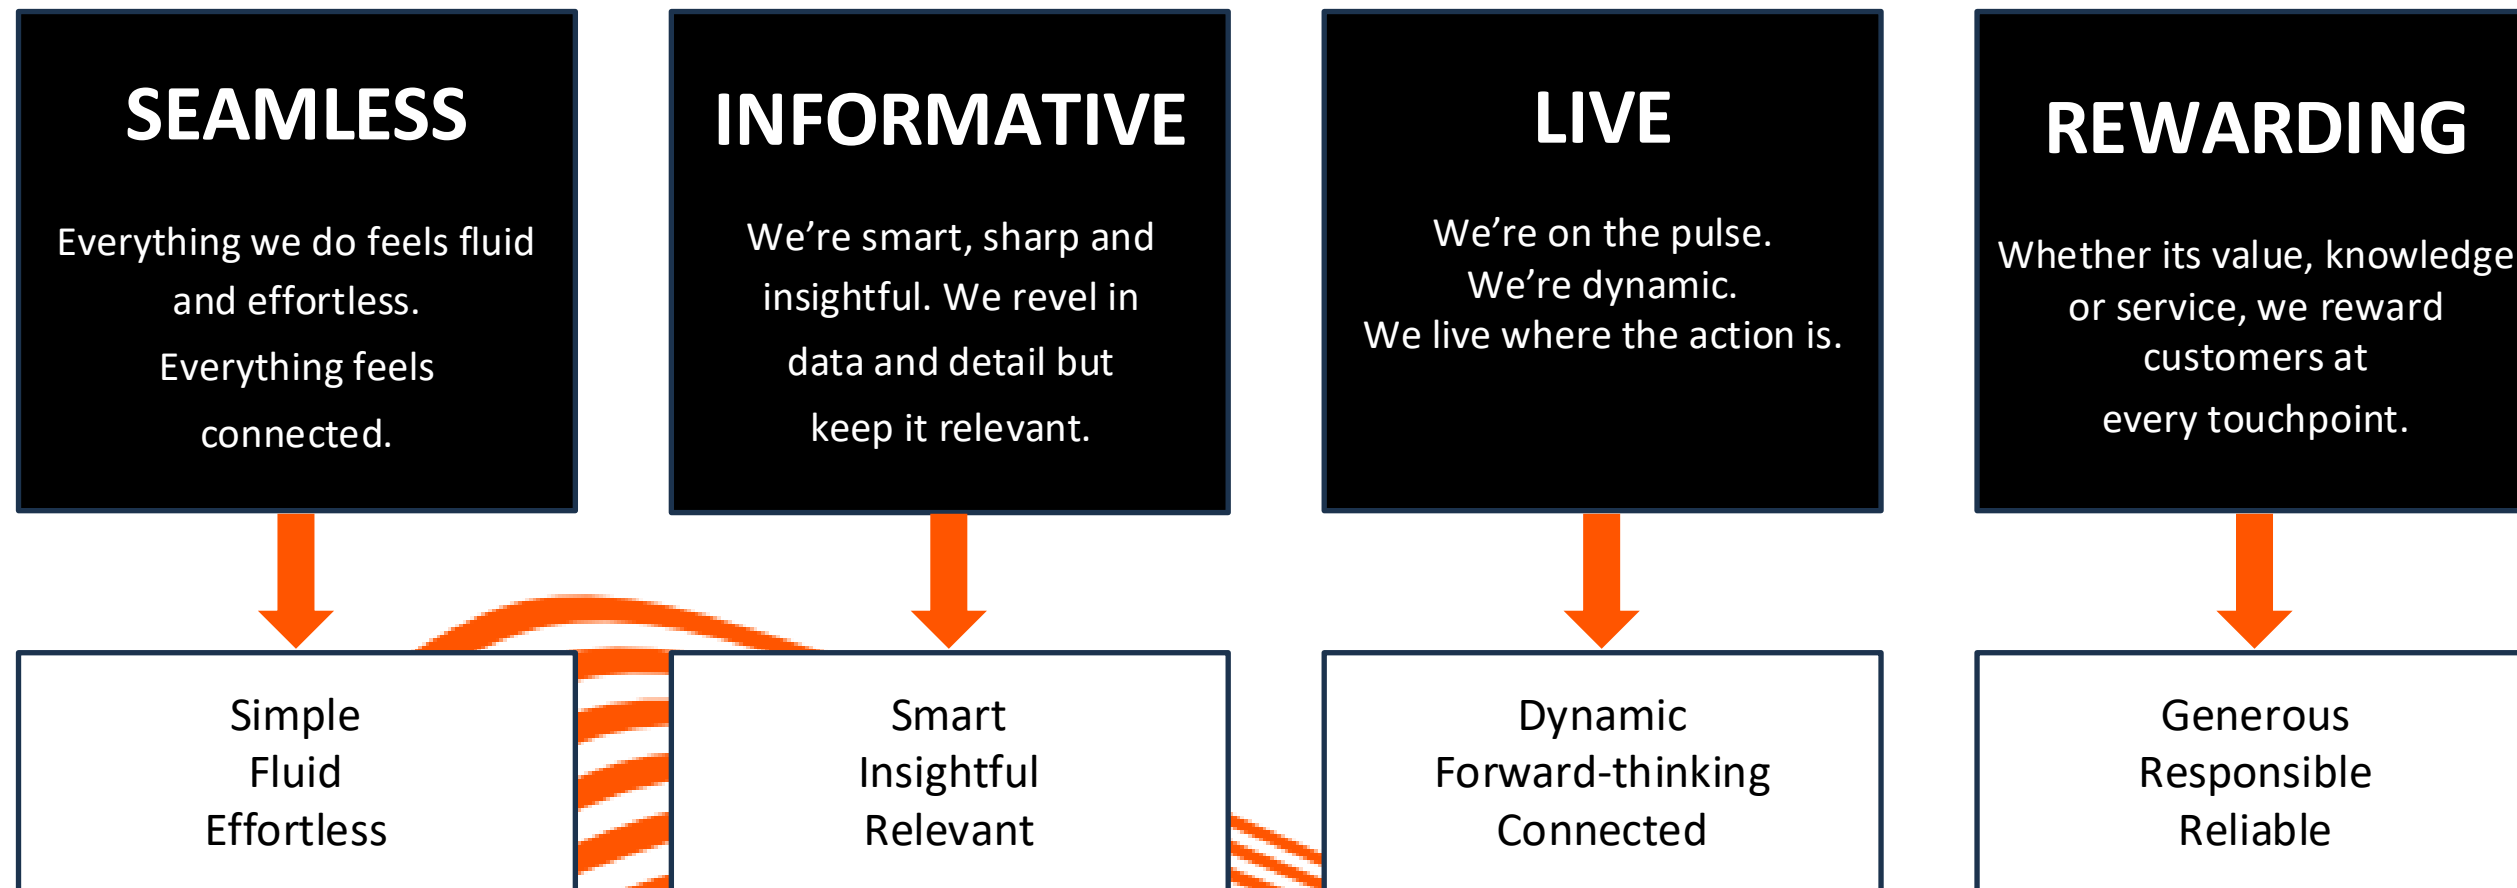 SEAMLESS
Everything we do feels fluid
and effortless.
Everything feels
connected.
INFORMATIVE
We’re smart, sharp and
insightful. We revel in
data and detail but
keep it relevant.
LIVE
We’re on the pulse.
We’re dynamic.
We live where the action is.
REWARDING
Whether its value, knowledge
or service, we reward
customers at
every touchpoint.
Simple
Fluid
Effortless
Smart
Insightful
Relevant
Dynamic
Forward-thinking
Connected
Generous
Responsible
Reliable